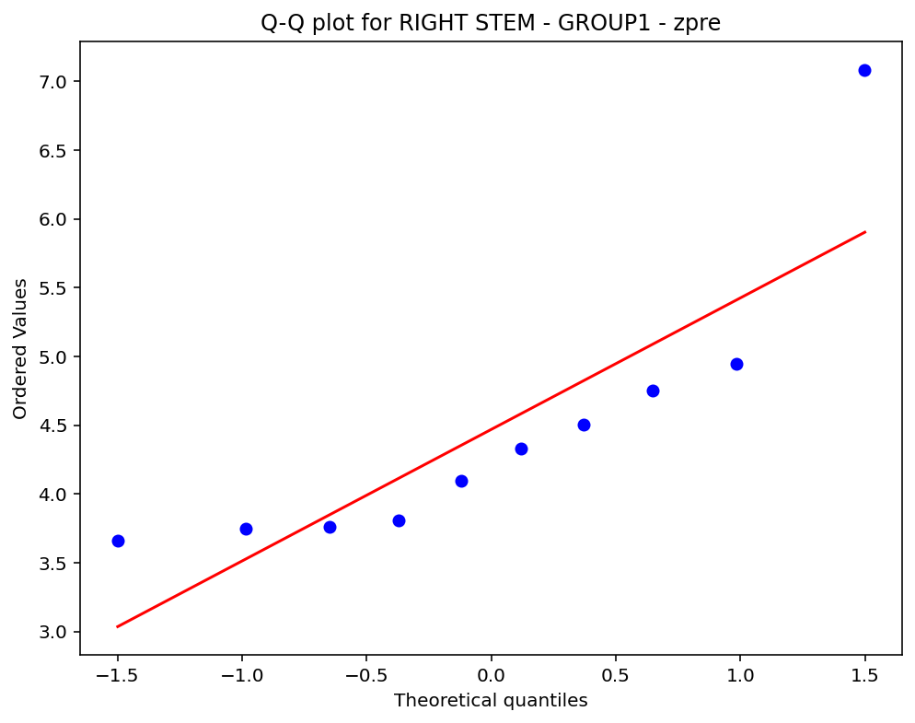 Q-Q plot for RIGHT STEM - GROUP1 - zpre
7.0
6.5
6.0
5.5
5.0
4.5
4.0
3.5
3.0
Ordered Values
−1.5 −1.0 −0.5 0.0 0.5 1.0 1.5
Theoretical quantiles